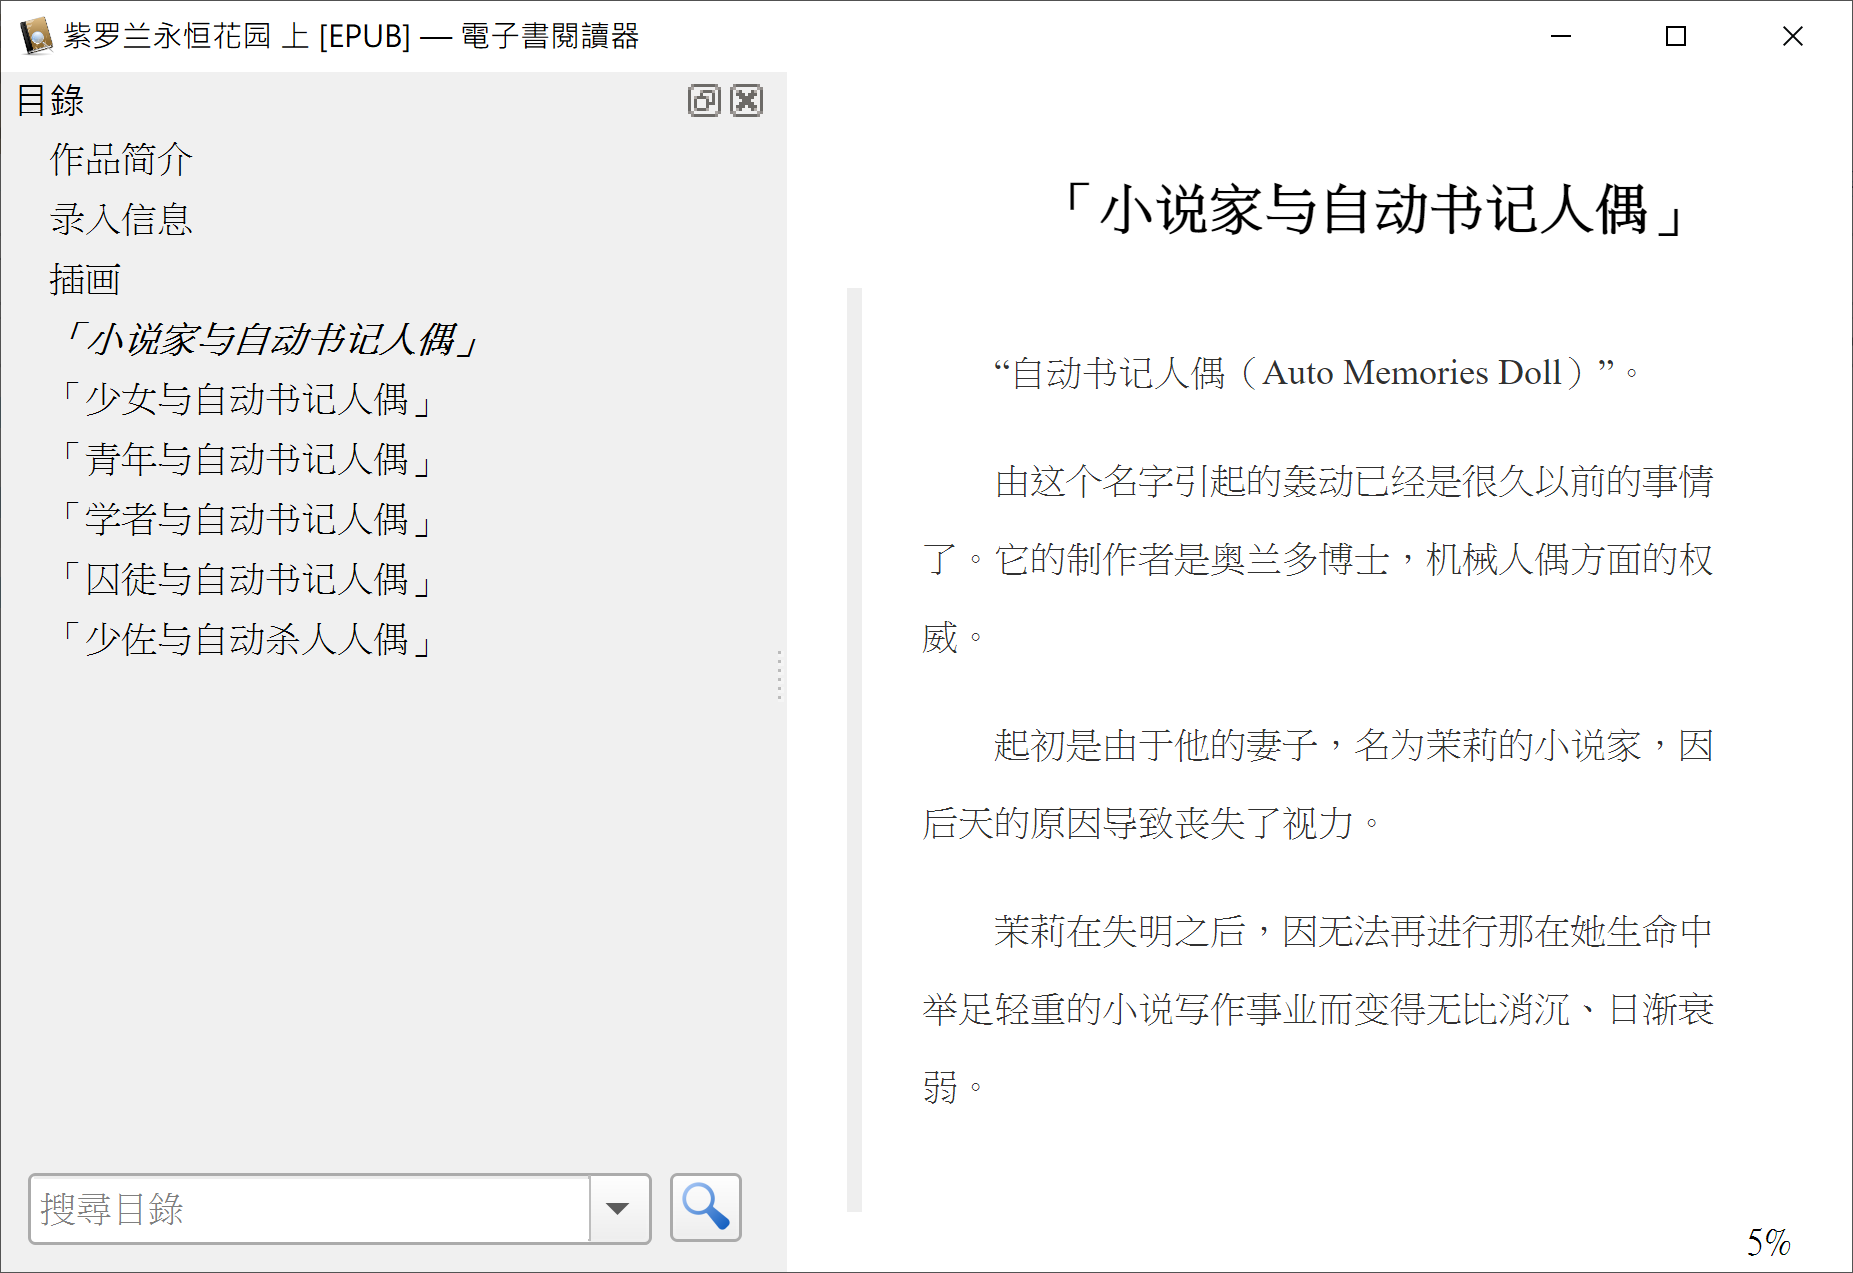 紫罗兰永恒花园 上 [EPUB] — 電子書閱讀器
目錄
作品简介
录入信息
插画
「小说家与自动书记人偶」
「少女与自动书记人偶」
「青年与自动书记人偶」
「学者与自动书记人偶」
「囚徒与自动书记人偶」
「少佐与自动杀人人偶」
搜尋目錄
「小说家与自动书记人偶」
“自动书记人偶（Auto Memories Doll）”。
由这个名字引起的轰动已经是很久以前的事情
了。它的制作者是奥兰多博士，机械人偶方面的权
威。
起初是由于他的妻子，名为茉莉的小说家，因
后天的原因导致丧失了视力。
茉莉在失明之后，因无法再进行那在她生命中
举足轻重的小说写作事业而变得无比消沉、日渐衰
弱。
5%